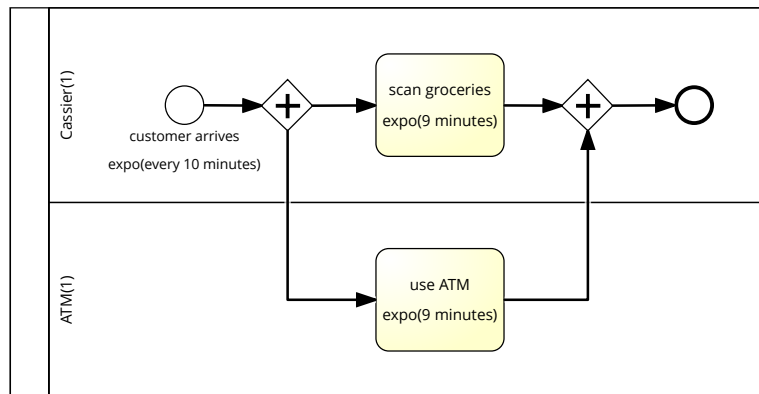 Cassier(1)
customer arrives
expo(every 10 minutes)
scan groceries
expo(9 minutes)
ATM(1)
use ATM
expo(9 minutes)